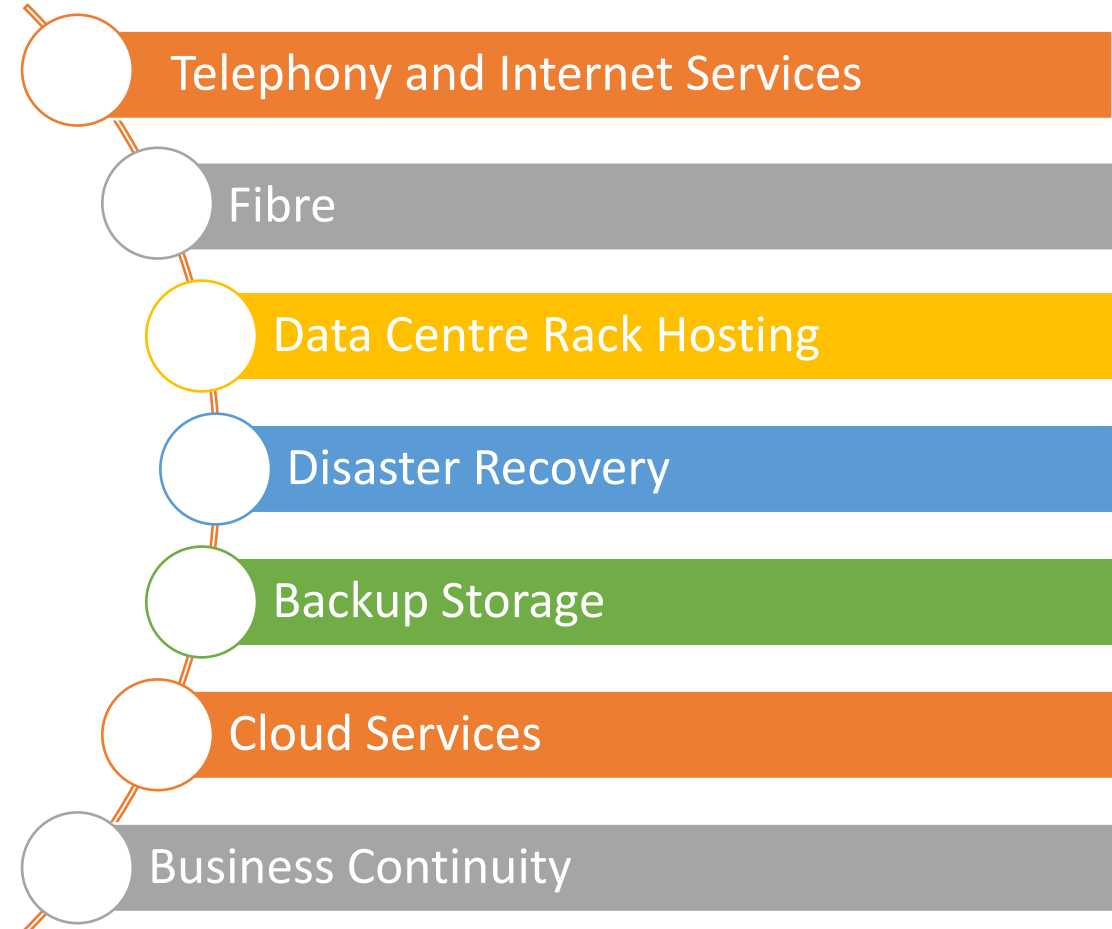 Telephony and Internet Services
Fibre
Data Centre Rack Hosting
Disaster Recovery
Backup Storage
Cloud Services
Business Continuity